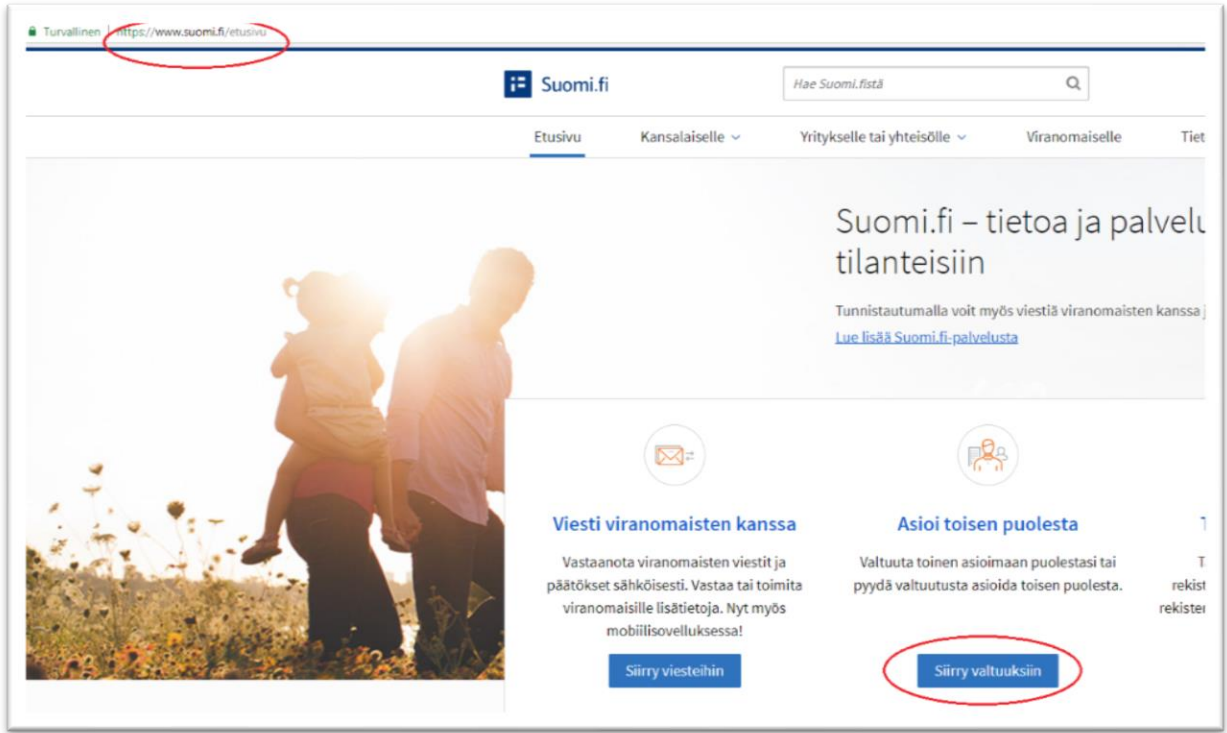 Turvallinen | https://www.suomi.fi/etusivu
Suomi.fi
Hae Suomi.fistä
Etusivu Kansalaiselle Yritykselle tai yhteisölle Viranomaiselle Tiet
Suomi.fi – tietoa ja palvelu
tilanteisiin
Tunnistautumalla voit myös viestiä viranomaisten kanssa j
Lue lisää Suomi.fi-palvelusta
Viesti viranomaisten kanssa
Vastaanota viranomaisten viestit ja
päätökset sähköisesti. Vastaa tai toimita
viranomaisille lisätietoja. Nyt myös
mobiilisovelluksessa!
Siirry viesteihin
Asioi toisen puolesta
Valtuuta toinen asioimaan puolestasi tai
pyydä valtuutusta asioida toisen puolesta.
Siirry valtuuksiin
T
T
rekist
rekister